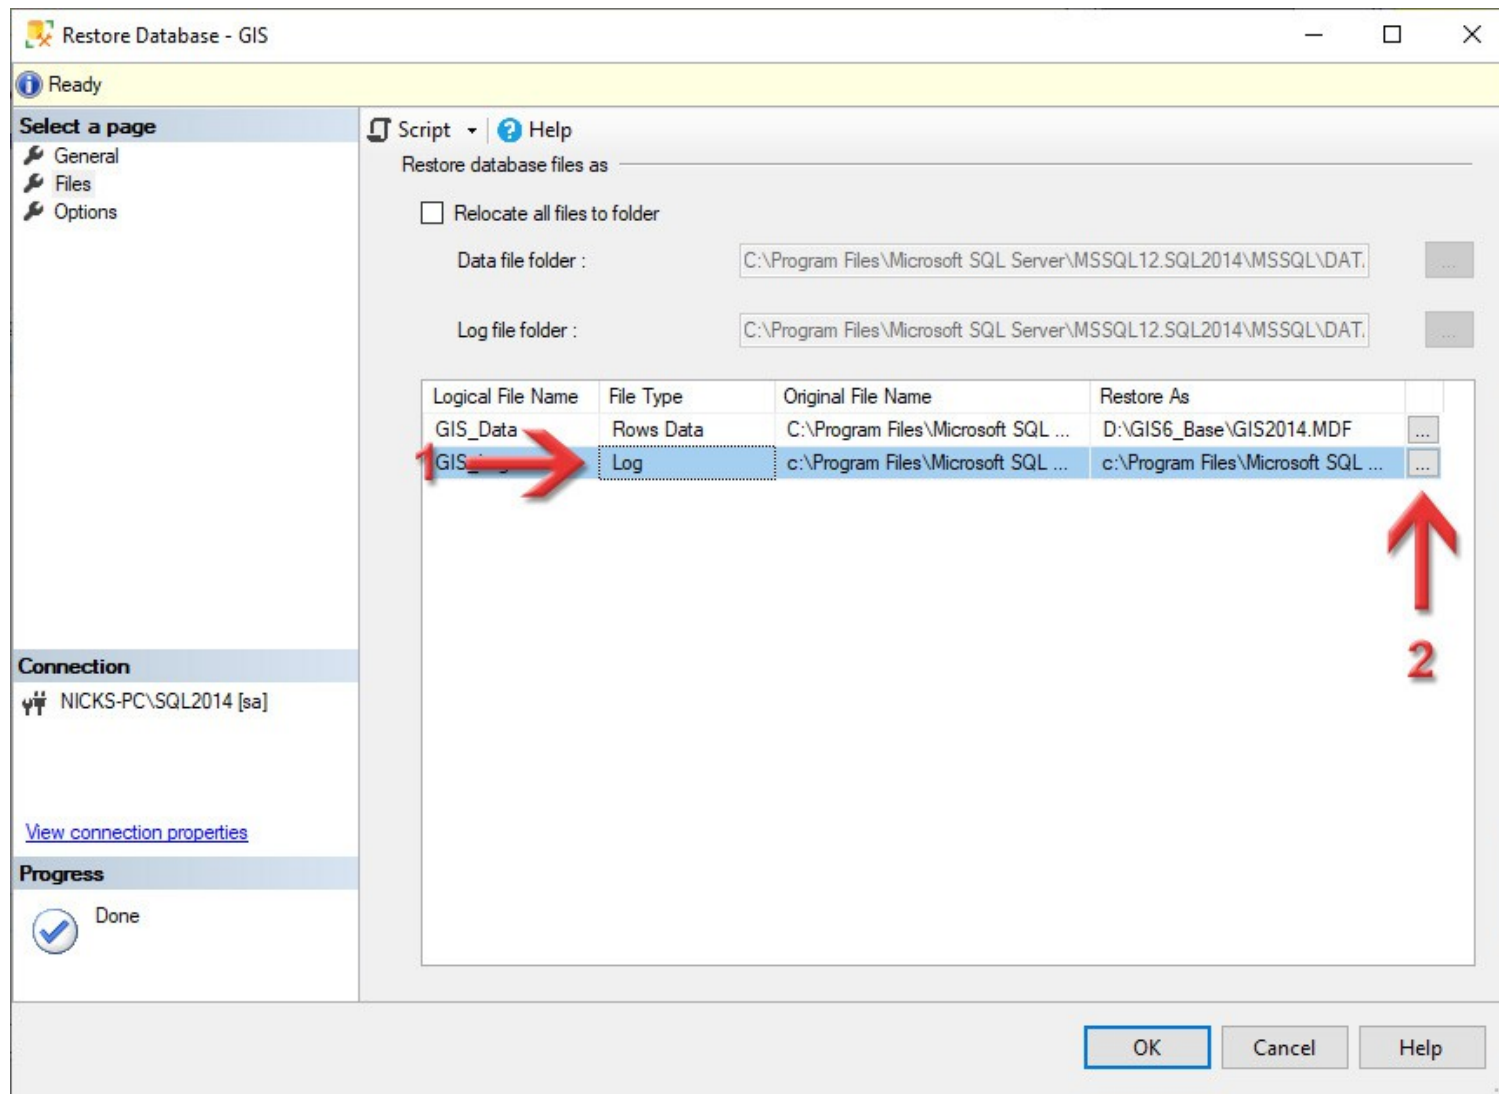 Restore Database - GIS
Ready
Select a page
General
Files
Options
Script
Help
Restore database files as
Relocate all files to folder
Data file folder :
C:\Program Files\Microsoft SQL Server\MSSQL12.SQL2014\MSSQL\DAT.
...
Log file folder :
C:\Program Files\Microsoft SQL Server\MSSQL12.SQL2014\MSSQL\DAT.
...
Logical File Name File Type Original File Name Restore As
GIS_Data Rows Data C:\Program Files\Microsoft SQL ... D:\GIS6_Base\GIS2014.MDF ...
1 Log c:\Program Files\Microsoft SQL ... c:\Program Files\Microsoft SQL ... ...
2
Connection
NICKS-PC\SQL2014 [sa]
View connection properties
Progress
Done
OK Cancel Help